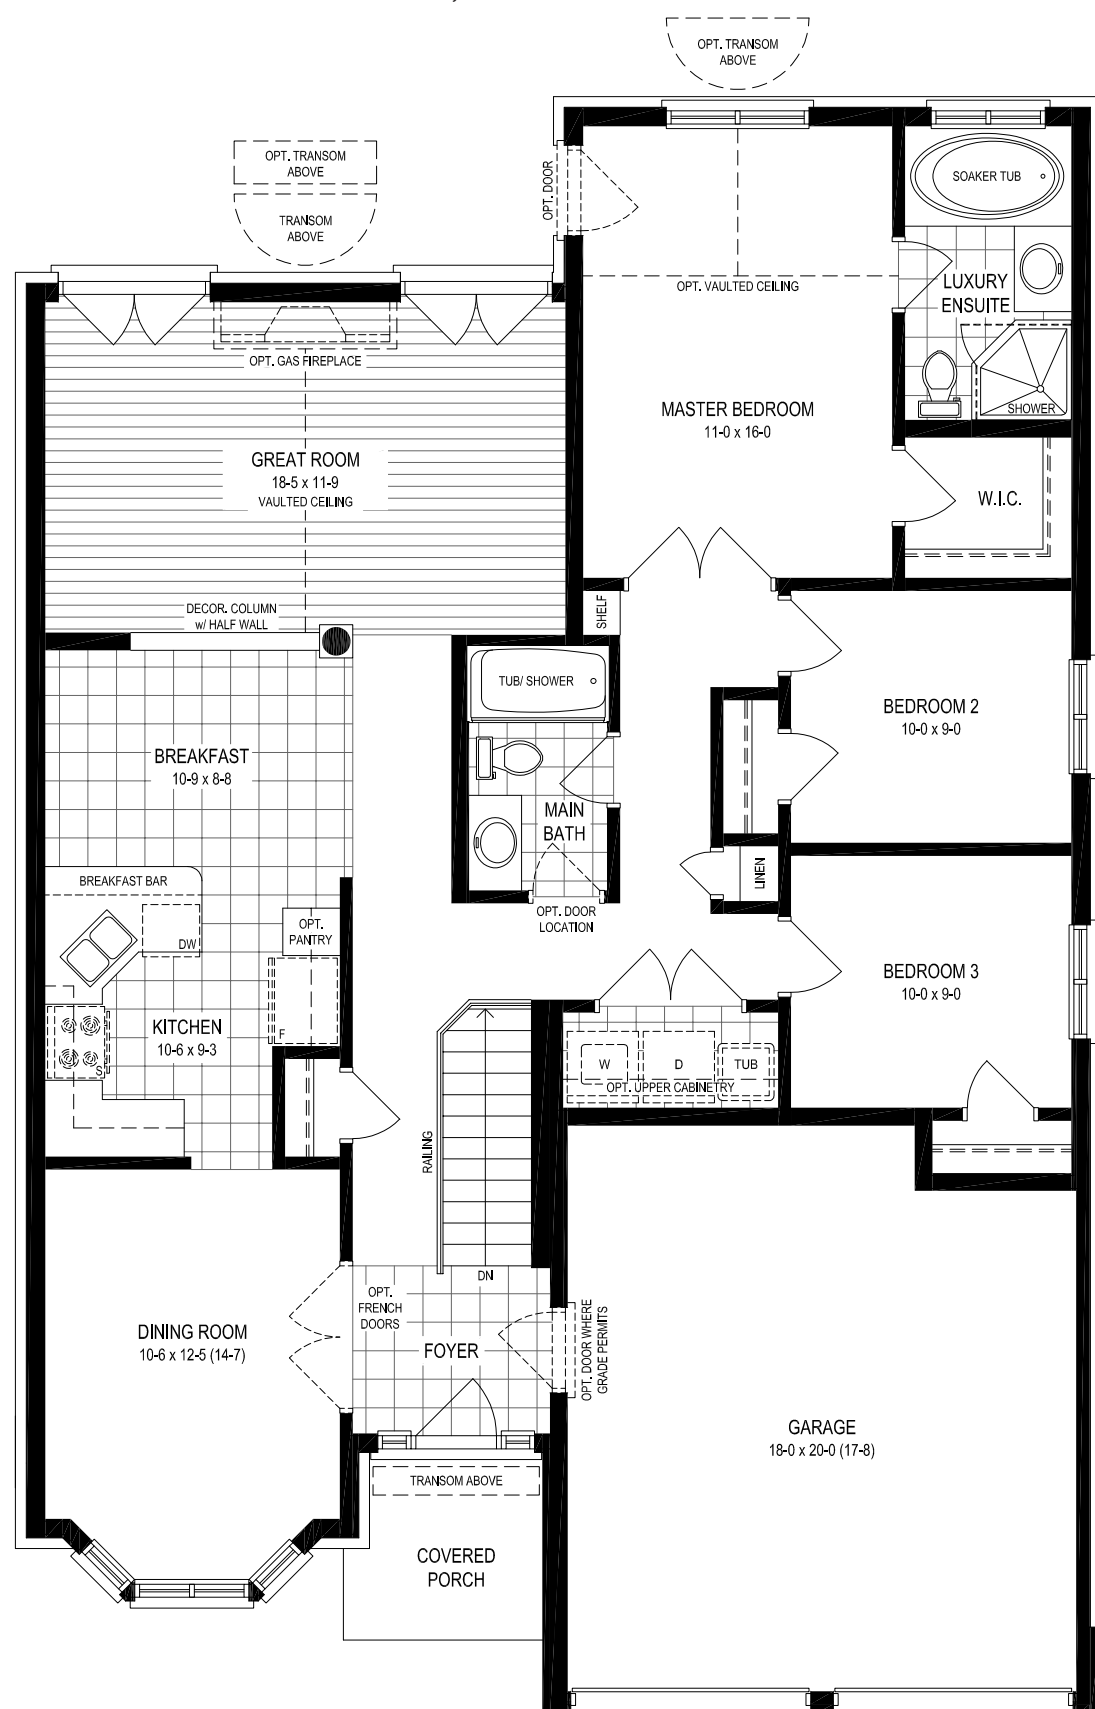 OPT. TRANSOM
ABOVE
OPT. TRANSOM
ABOVE
TRANSOM
ABOVE
OPT. DOOR
SOAKER TUB
OPT. VAULTED CEILING
LUXURY
ENSUITE
SHOWER
OPT. GAS FIREPLACE
MASTER BEDROOM
11-0 x 16-0
GREAT ROOM
18-5 x 11-9
VAULTED CEILING
W.I.C.
DECOR. COLUMN
w/ HALF WALL
SHELF
TUB/ SHOWER
BEDROOM 2
10-0 x 9-0
BREAKFAST
10-9 x 8-8
MAIN
BATH
BREAKFAST BAR
LINEN
OPT. DOOR
LOCATION
OPT.
PANTRY
DW
BEDROOM 3
10-0 x 9-0
KITCHEN
10-6 x 9-3
F
S
W
D
TUB
OPT. UPPER CABINETRY
RAILING
DN
OPT.
FRENCH
DOORS
FOYER
OPT. DOOR WHERE
GRADE PERMITS
DINING ROOM
10-6 x 12-5 (14-7)
GARAGE
18-0 x 20-0 (17-8)
TRANSOM ABOVE
COVERED
PORCH